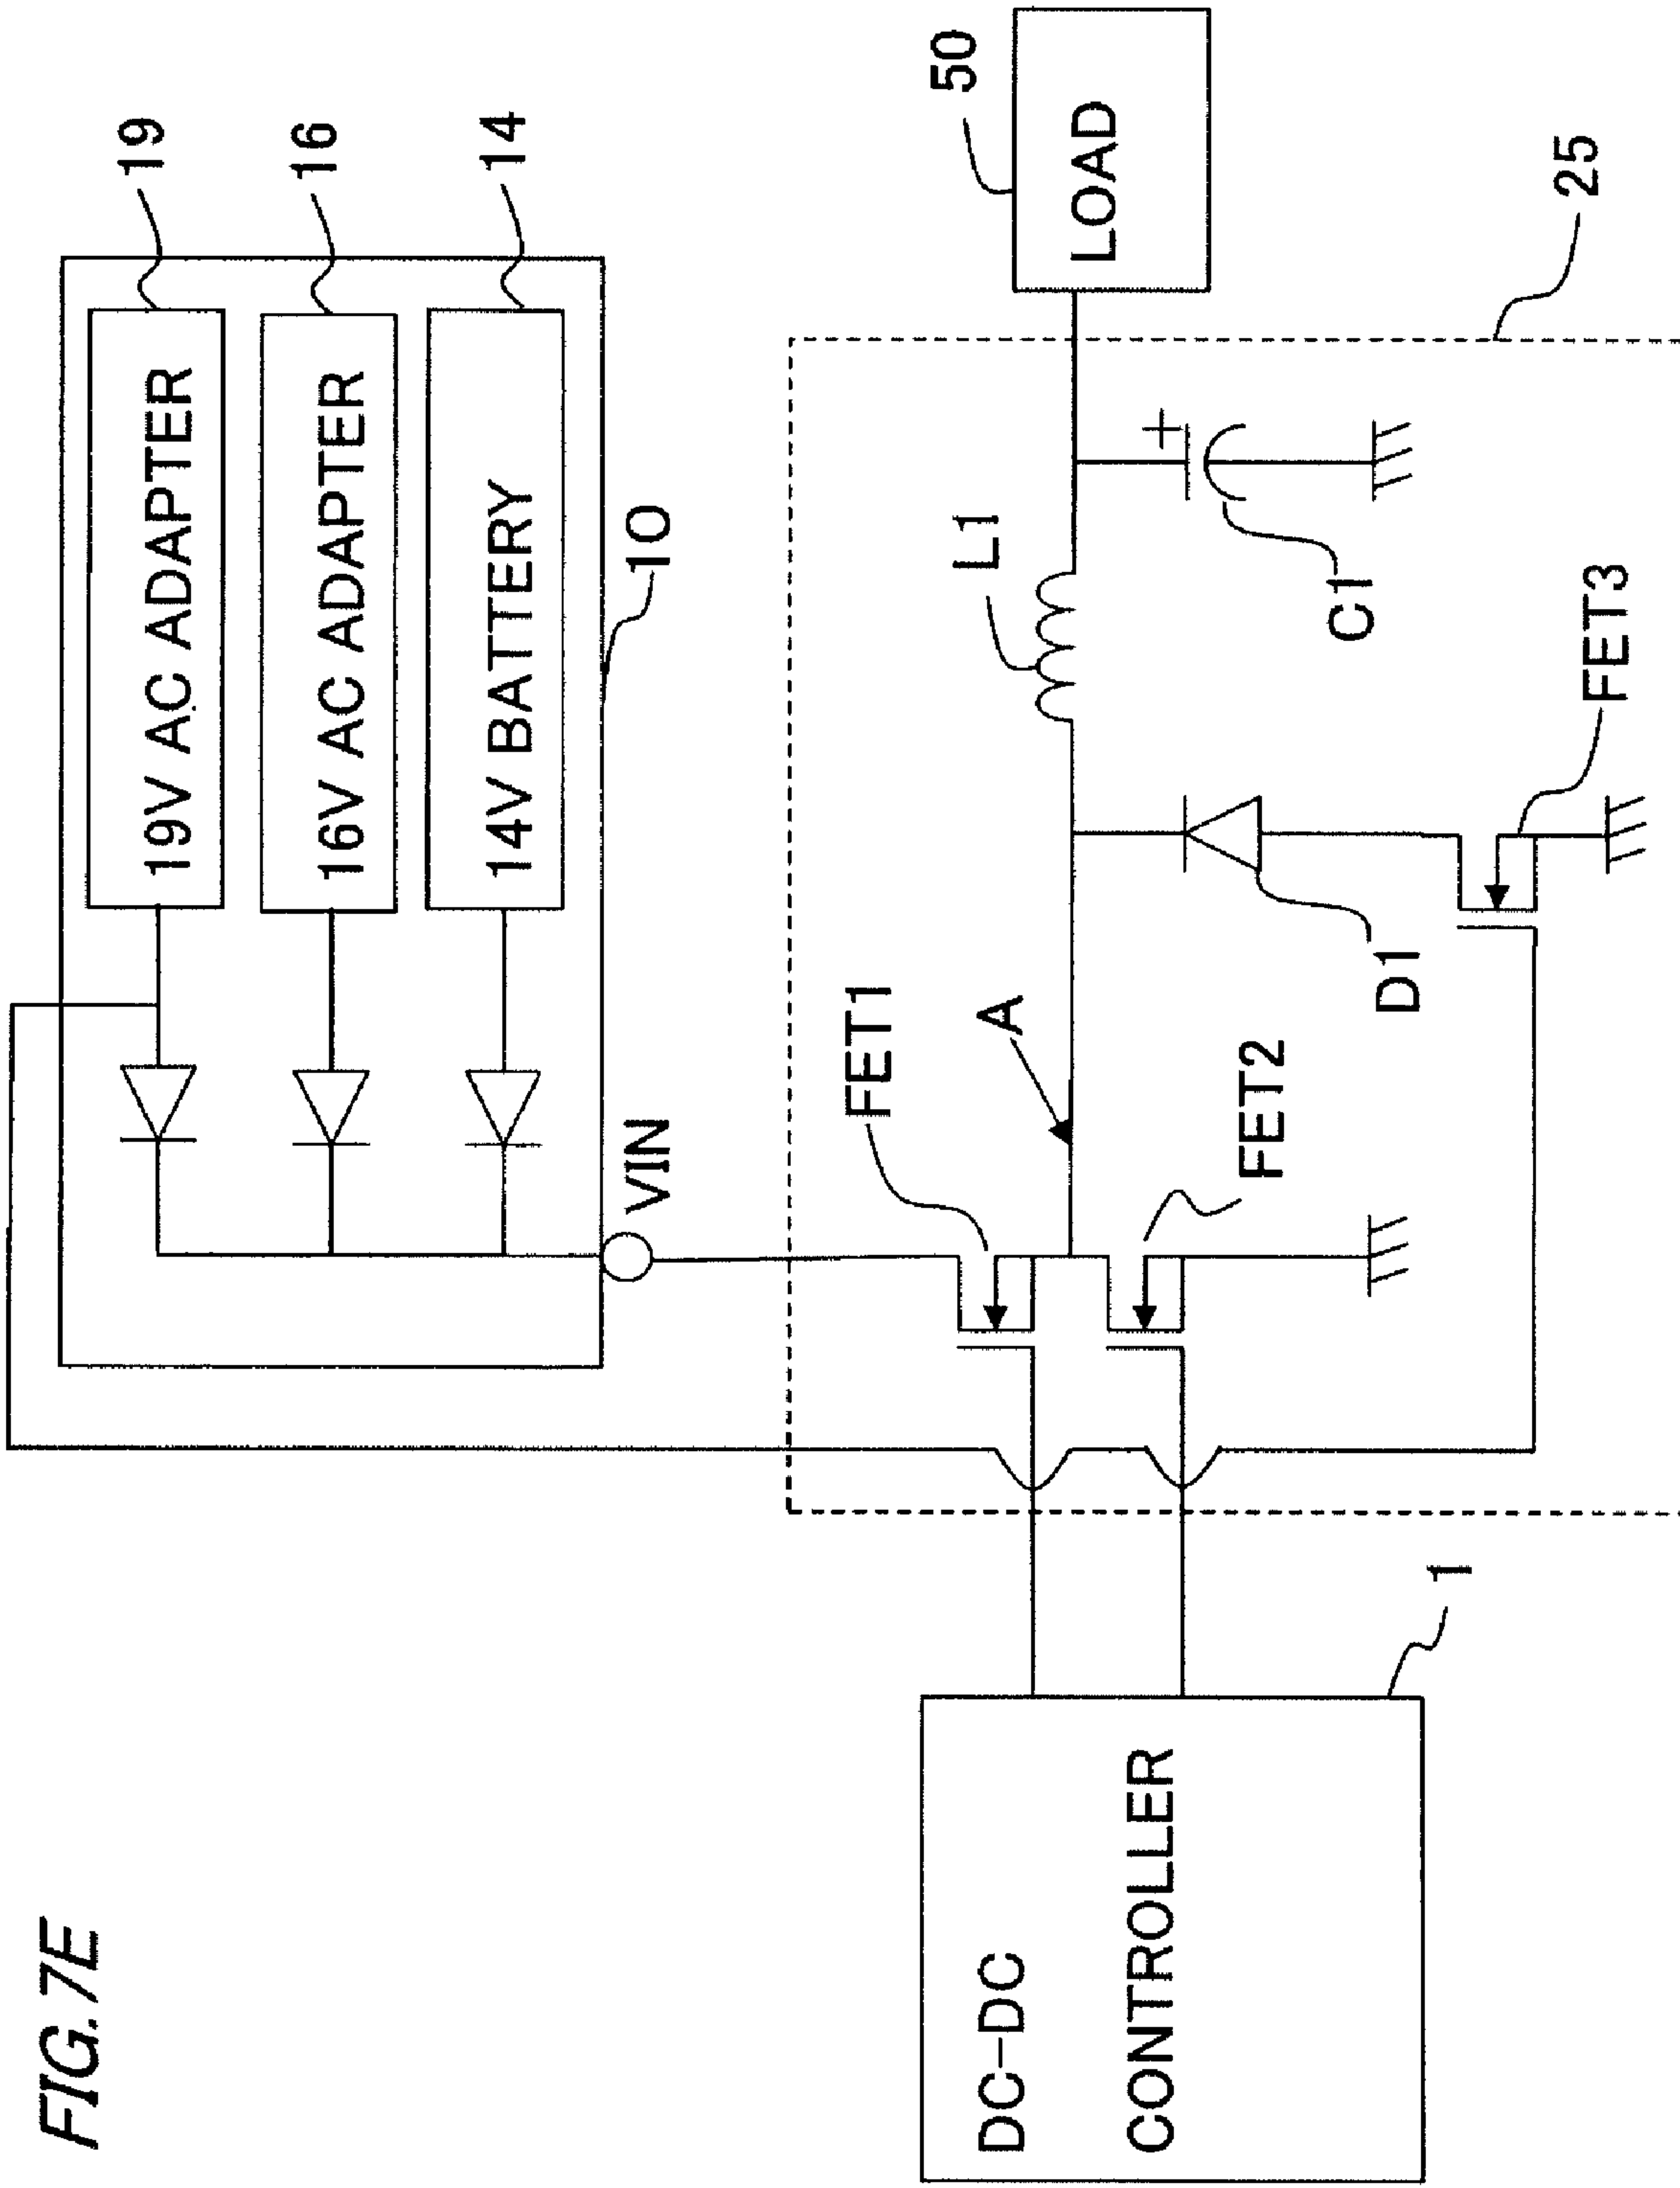 FIG.7E
19V AC ADAPTER
19
16V AC ADAPTER
16
14V BATTERY
14
10
VIN
DC-DC
CONTROLLER
1
FET1
A
FET2
L1
D1
C1
FET3
LOAD
50
25
+